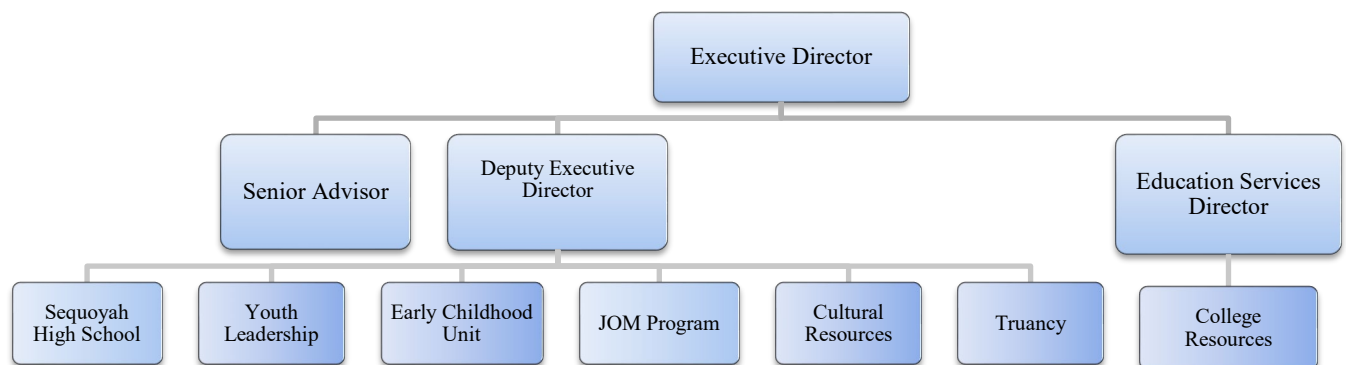 Executive Director
Senior Advisor
Deputy Executive
Director
Education Services
Director
Sequoyah
High School
Youth
Leadership
Early Childhood
Unit
JOM Program
Cultural
Resources
Truancy
College
Resources